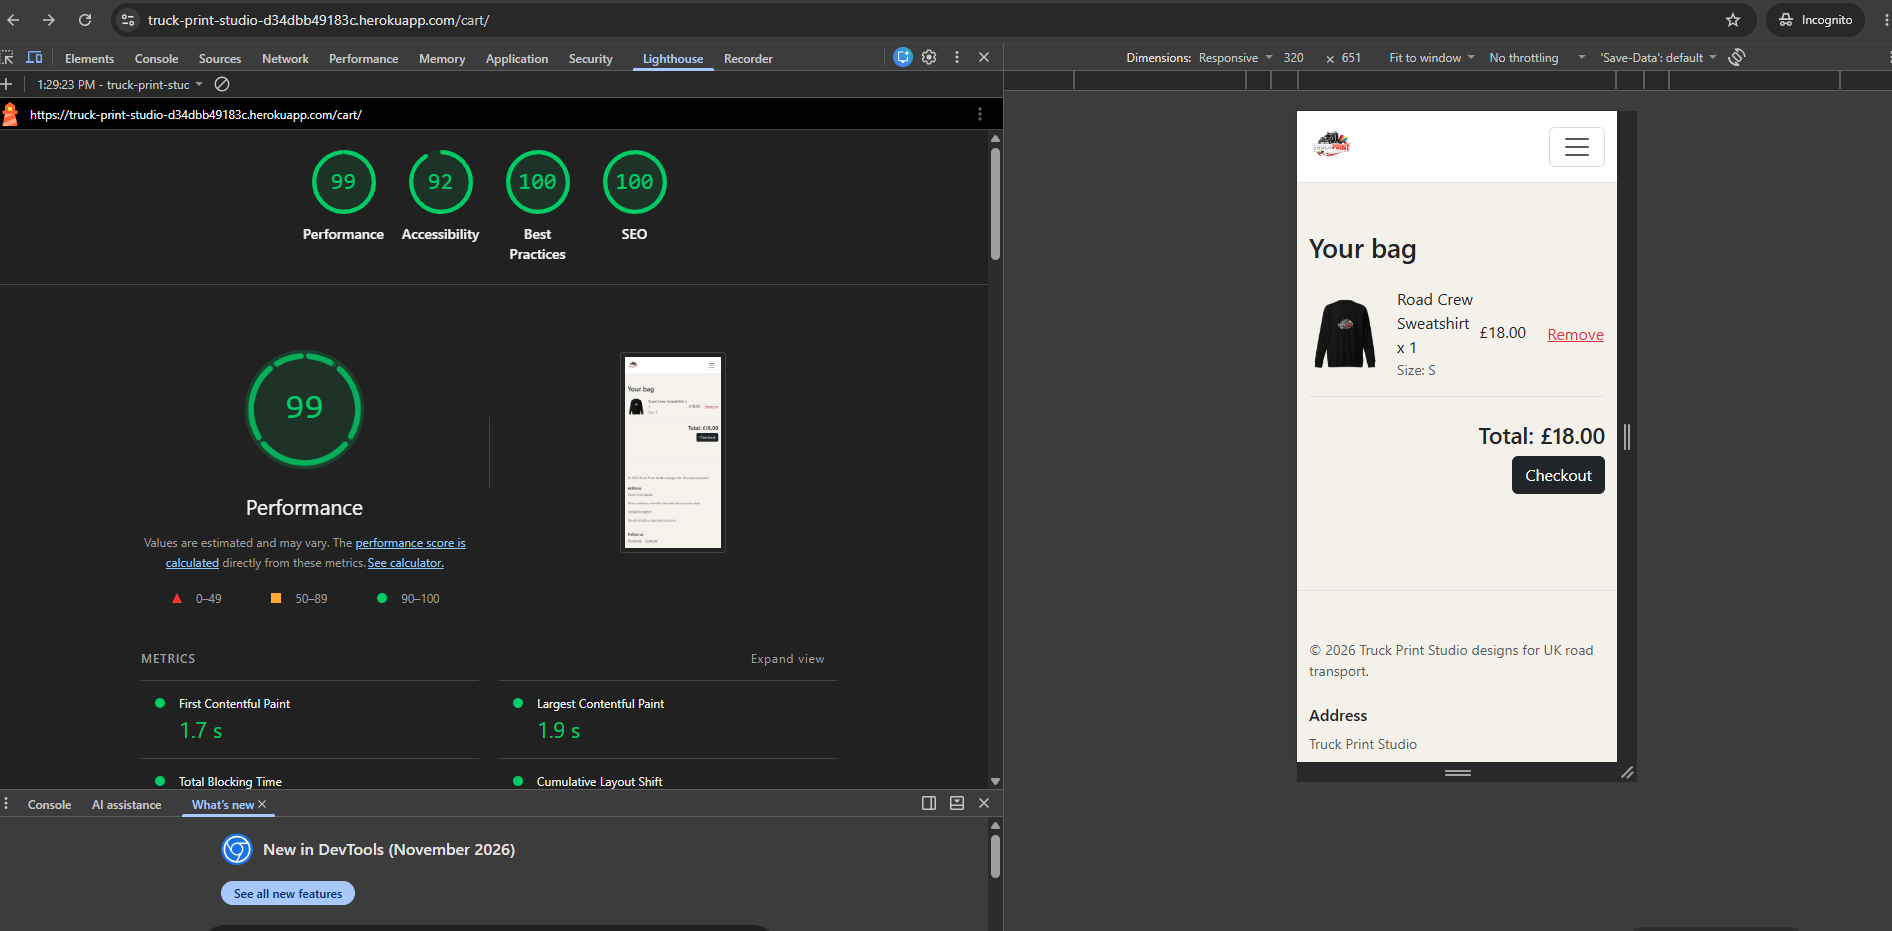 truck-print-studio-d34dbb49183c.herokuapp.com/cart/
Incognito
Elements Console Sources Network Performance Memory Application Security Lighthouse Recorder
Dimensions: Responsive 320 × 651 Fit to window No throttling 'Save-Data': default
1:29:23 PM - truck-print-stuc
https://truck-print-studio-d34dbb49183c.herokuapp.com/cart/
99 92 100 100
Performance Accessibility Best Practices SEO
99
Performance
Values are estimated and may vary. The performance score is
calculated directly from these metrics. See calculator.
0–49 50–89 90–100
METRICS Expand view
First Contentful Paint
1.7 s
Largest Contentful Paint
1.9 s
Total Blocking Time
Cumulative Layout Shift
Console AI assistance What's new
New in DevTools (November 2026)
See all new features
Your bag
Road Crew
Sweatshirt
x 1
Size: S
£18.00
Remove
Total: £18.00
Checkout
© 2026 Truck Print Studio designs for UK road
transport.
Address
Truck Print Studio